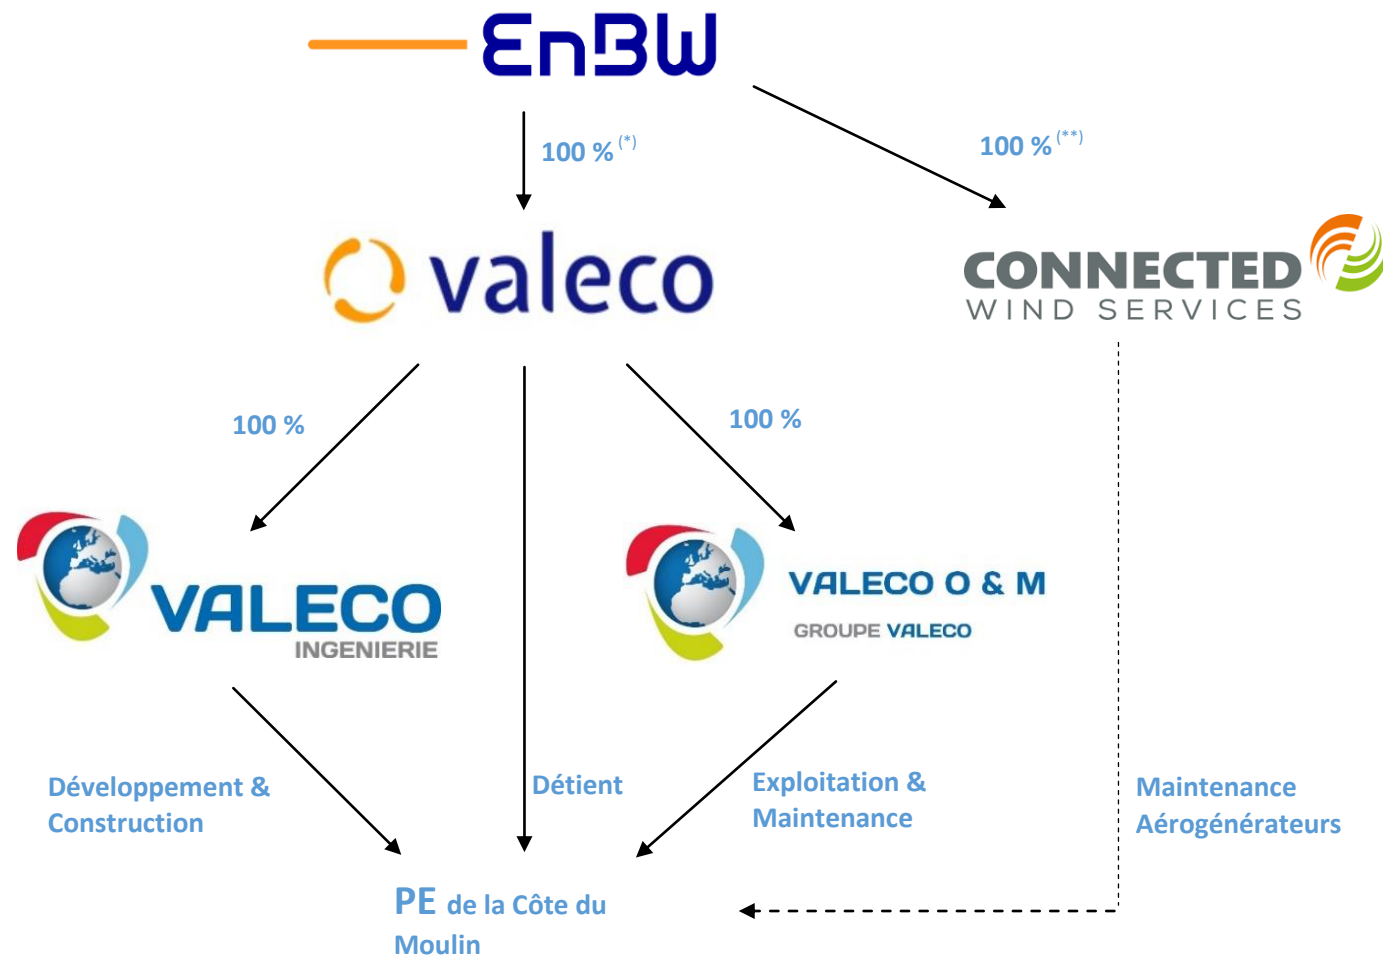 EnBW
100 % (*)
100 % (**)
valeco
CONNECTED
WIND SERVICES
100 %
100 %
VALECO
INGENIERIE
VALECO O & M
GROUPE VALECO
Développement &
Construction
Détient
Exploitation &
Maintenance
Maintenance
Aérogénérateurs
PE de la Côte du
Moulin